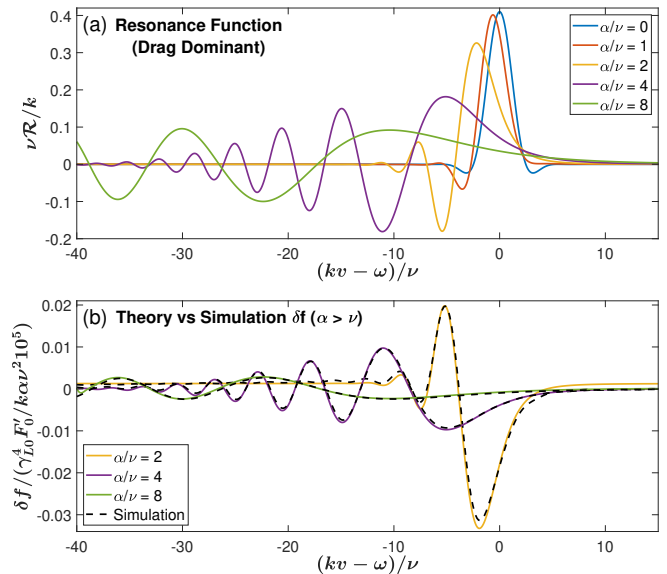 (a) Resonance Function
(Drag Dominant)
α/ν = 0
α/ν = 1
α/ν = 2
α/ν = 4
α/ν = 8
νR/k
0.4
0.3
0.2
0.1
0
-0.1
0.2
-40 -30 -20 -10 0 10
(kv − ω)/ν
(b) Theory vs Simulation δf (α > ν)
δf/(γ⁴_{L0}F′₀/kαν²10⁵)
0.02
0.01
0
-0.01
-0.02
-0.03
α/ν = 2
α/ν = 4
α/ν = 8
Simulation
-40 -30 -20 -10 0 10
(kv − ω)/ν